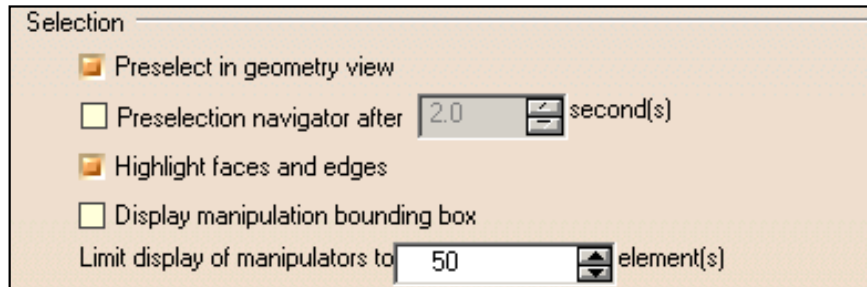 Selection
Preselect in geometry view
Preselection navigator after 2.0 second(s)
Highlight faces and edges
Display manipulation bounding box
Limit display of manipulators to 50 element(s)